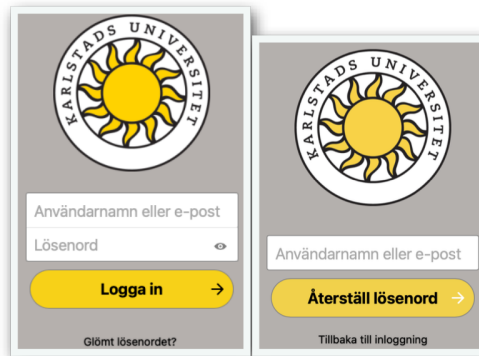 KARLSTADS UNIVERSITET
Användarnamn eller e-post
Lösenord
Logga in
Glömt lösenordet?
KARLSTADS UNIVERSITET
Användarnamn eller e-post
Återställ lösenord
Tillbaka till inloggning